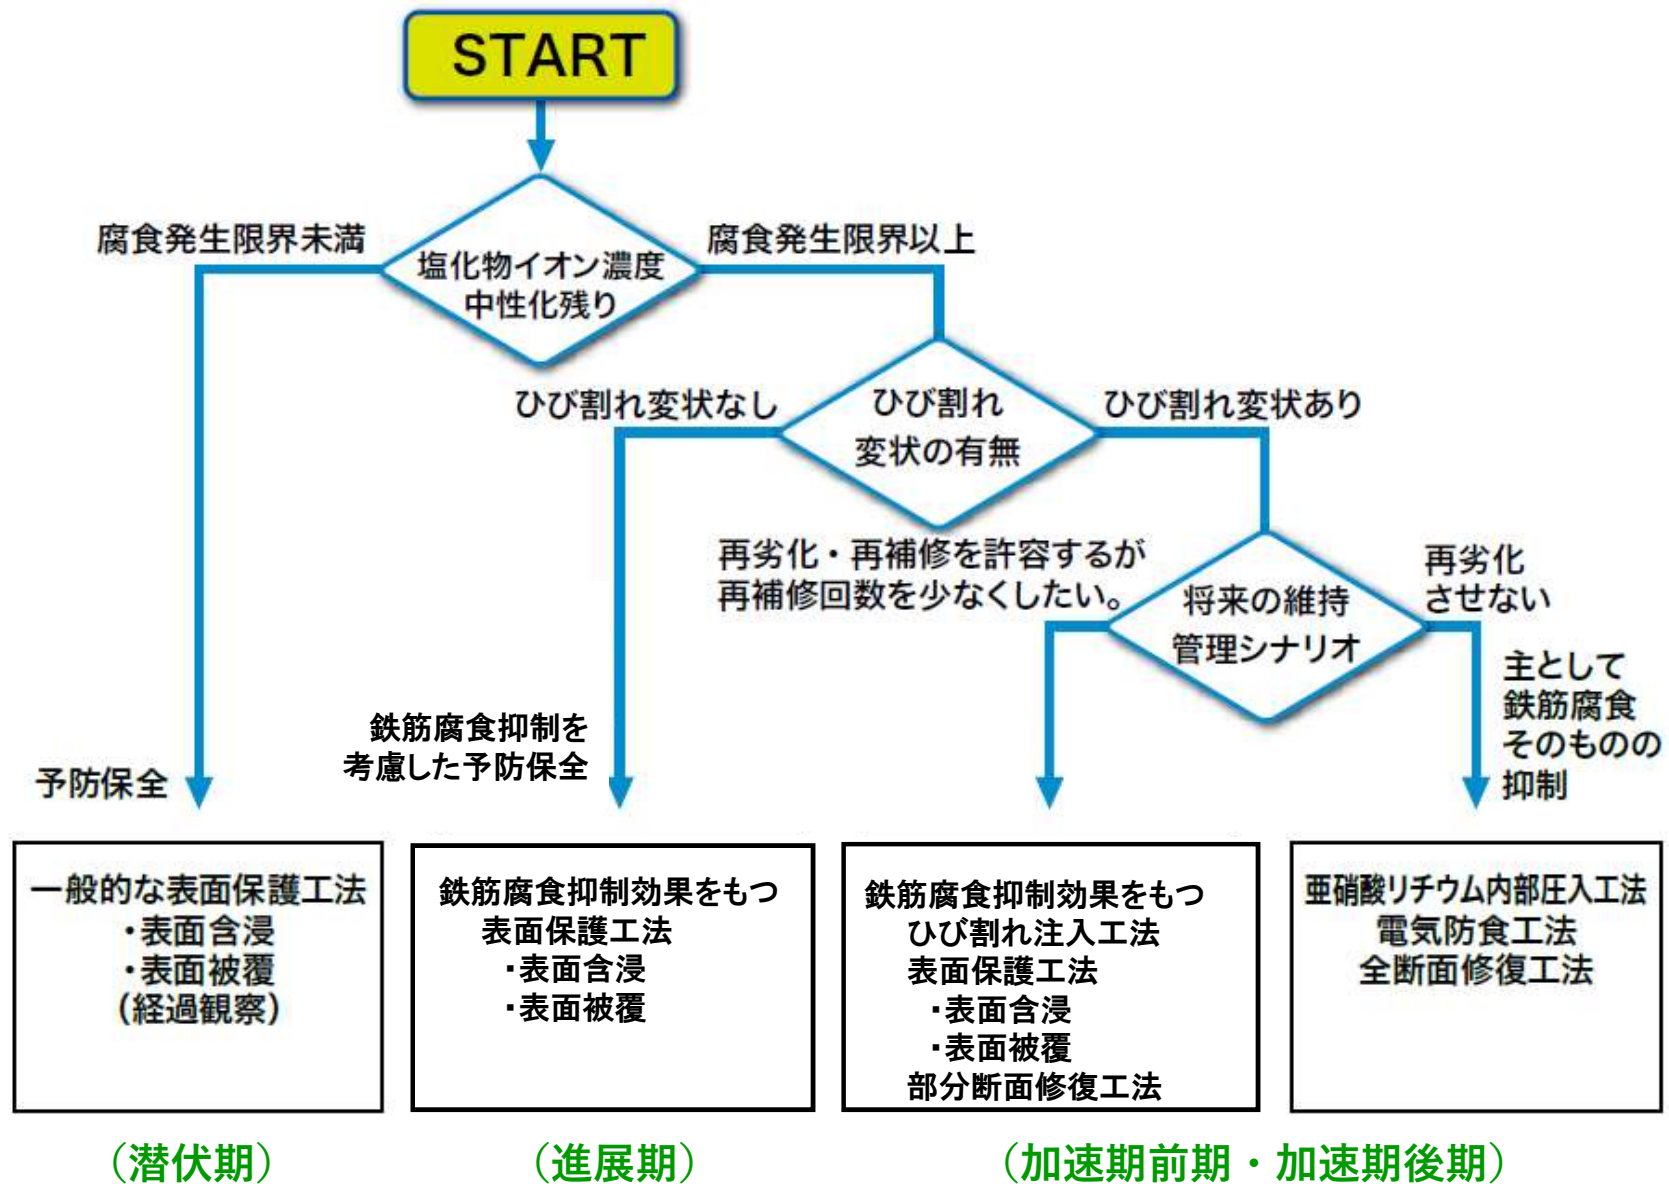 START
腐食発生限界未満
腐食発生限界以上
塩化物イオン濃度
中性化残り
ひび割れ変状なし
ひび割れ
変状の有無
ひび割れ変状あり
再劣化・再補修を許容するが
再補修回数を少なくしたい。
将来の維持
管理シナリオ
再劣化
させない
主として
鉄筋腐食
そのものの
抑制
鉄筋腐食抑制を
考慮した予防保全
予防保全
一般的な表面保護工法
・表面含浸
・表面被覆
(経過観察)
鉄筋腐食抑制効果をもつ
表面保護工法
・表面含浸
・表面被覆
鉄筋腐食抑制効果をもつ
ひび割れ注入工法
表面保護工法
・表面含浸
・表面被覆
部分断面修復工法
亜硝酸リチウム内部圧入工法
電気防食工法
全断面修復工法
（潜伏期）
（進展期）
（加速期前期・加速期後期）